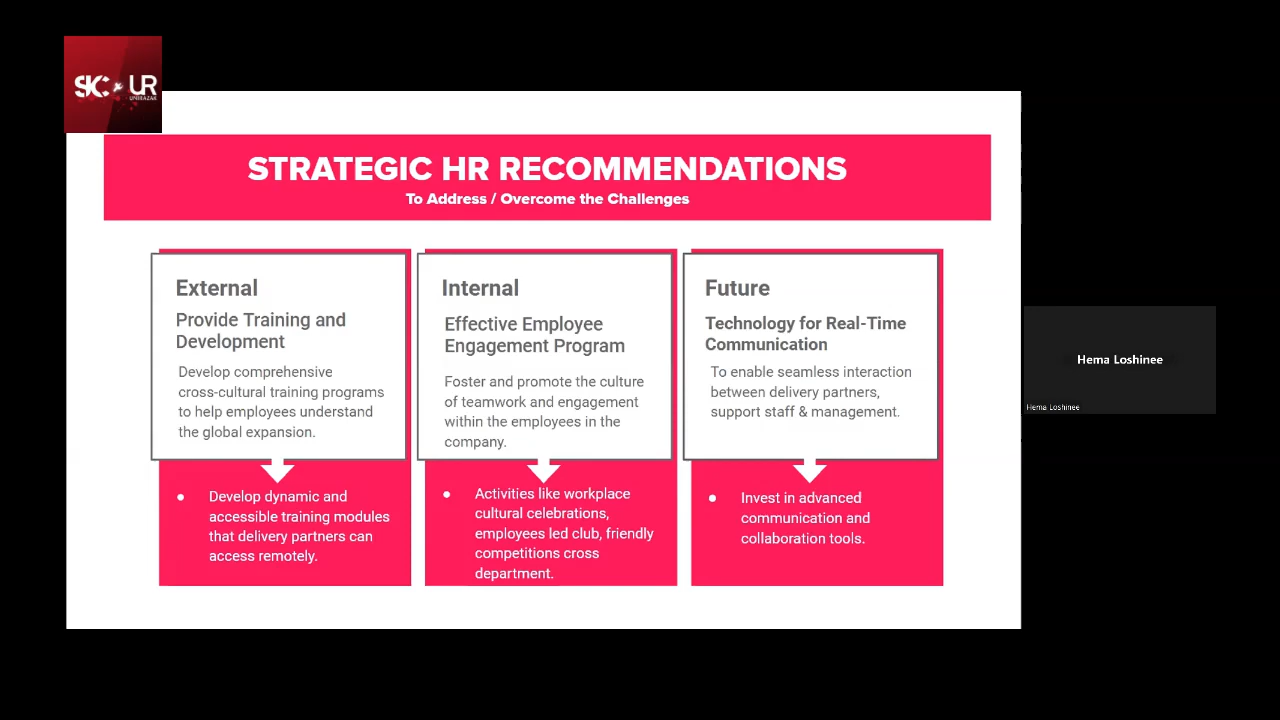 SIC UR
UNIRAZAK
STRATEGIC HR RECOMMENDATIONS
To Address / Overcome the Challenges
External
Provide Training and
Development
Develop comprehensive
cross-cultural training programs
to help employees understand
the global expansion.
● Develop dynamic and
accessible training modules
that delivery partners can
access remotely.
Internal
Effective Employee
Engagement Program
Foster and promote the culture
of teamwork and engagement
within the employees in the
company.
● Activities like workplace
cultural celebrations,
employees led club, friendly
competitions cross
department.
Future
Technology for Real-Time
Communication
To enable seamless interaction
between delivery partners,
support staff & management.
● Invest in advanced
communication and
collaboration tools.
Hema Loshinee
Hema Loshinee